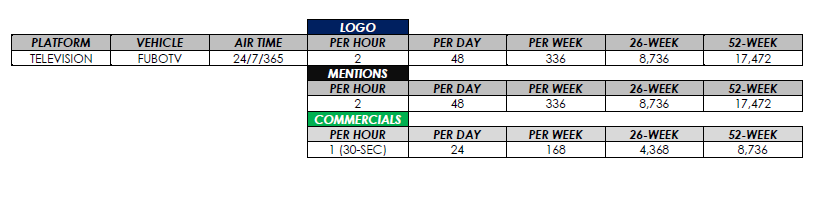 LOGO
PLATFORM VEHICLE AIR TIME PER HOUR PER DAY PER WEEK 26-WEEK 52-WEEK
TELEVISION FUBOTV 24/7/365 2 48 336 8,736 17,472
MENTIONS
PER HOUR PER DAY PER WEEK 26-WEEK 52-WEEK
2 48 336 8,736 17,472
COMMERCIALS
PER HOUR PER DAY PER WEEK 26-WEEK 52-WEEK
1 (30-SEC) 24 168 4,368 8,736